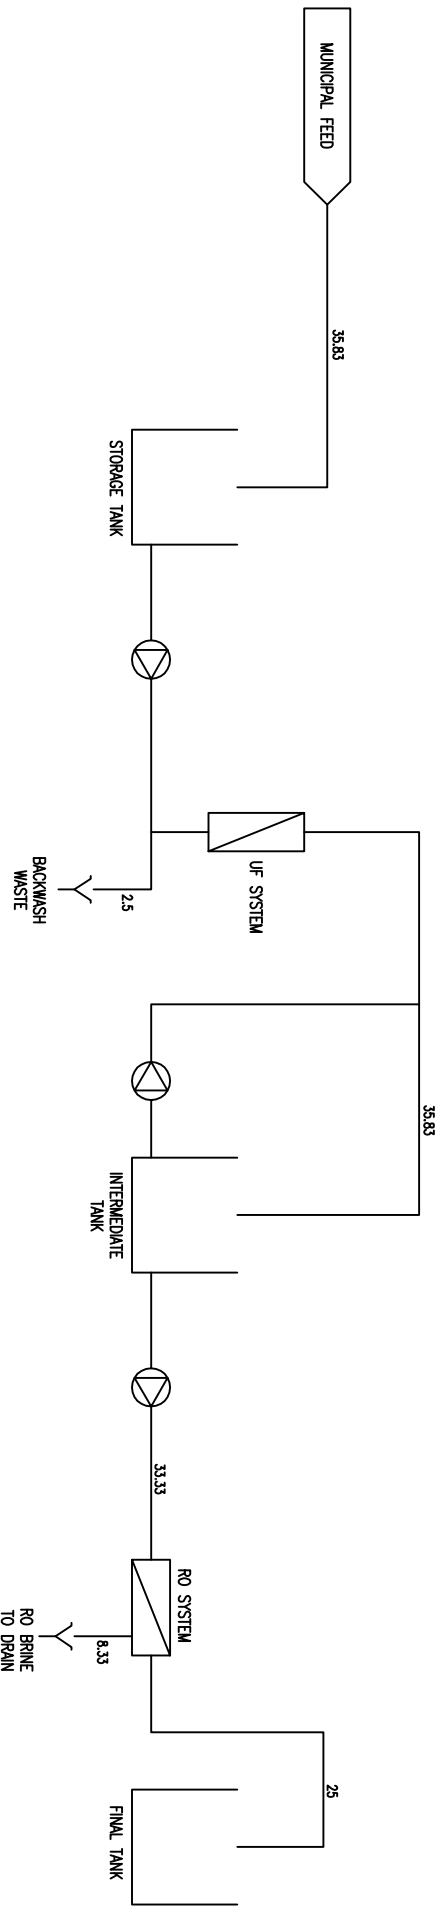 MUNICIPAL FEED
35.83
STORAGE TANK
UF SYSTEM
2.5
BACKWASH
WASTE
35.83
INTERMEDIATE
TANK
33.33
RO SYSTEM
8.33
RO BRINE
TO DRAIN
25
FINAL TANK